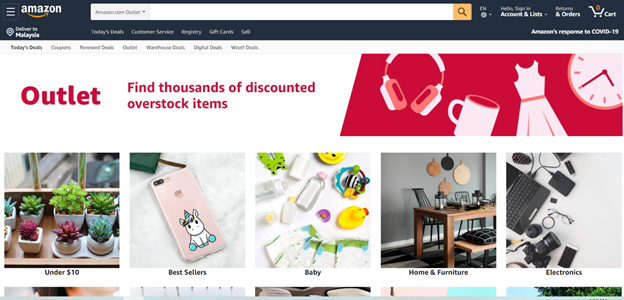 amazon
Amazon.com Outlet
EN
Hello, Sign in
Account & Lists
Returns
& Orders
0
Cart
Deliver to
Malaysia
Today's Deals Customer Service Registry Gift Cards Sell
Amazon's response to COVID-19
Today's Deals Coupons Renewed Deals Outlet Warehouse Deals Digital Deals Woot! Deals
Outlet
Find thousands of discounted
overstock items
Under $10
Best Sellers
Baby
Home & Furniture
Electronics